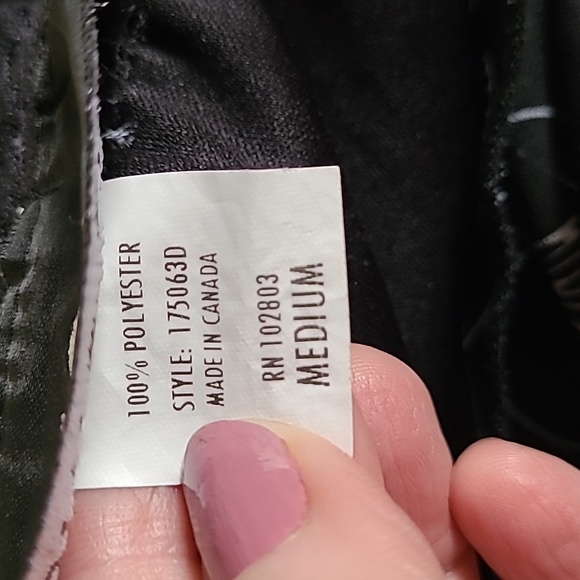 100% POLYESTER
STYLE: 175063D
MADE IN CANADA
RN 102803
MEDIUM